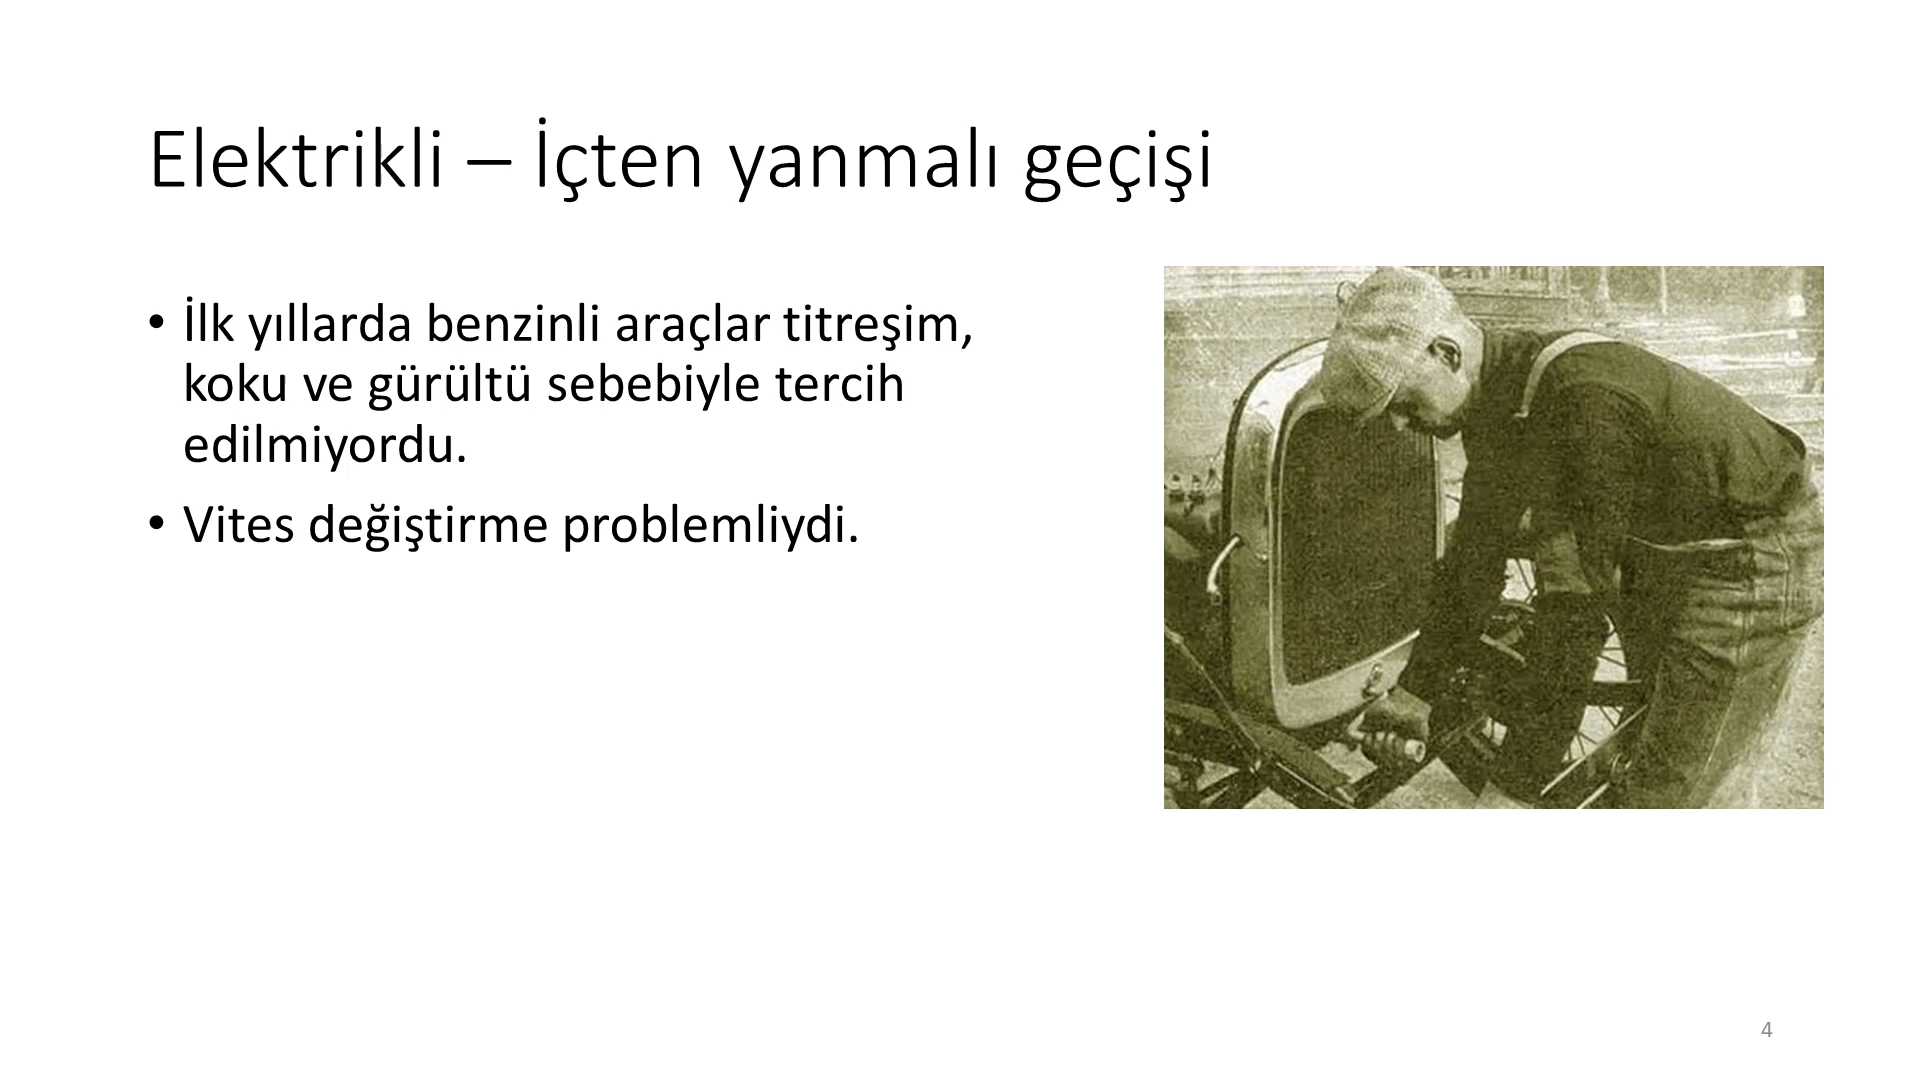 Elektrikli – İçten yanmalı geçişi
• İlk yıllarda benzinli araçlar titreşim,
koku ve gürültü sebebiyle tercih
edilmiyordu.
• Vites değiştirme problemliydi.
4